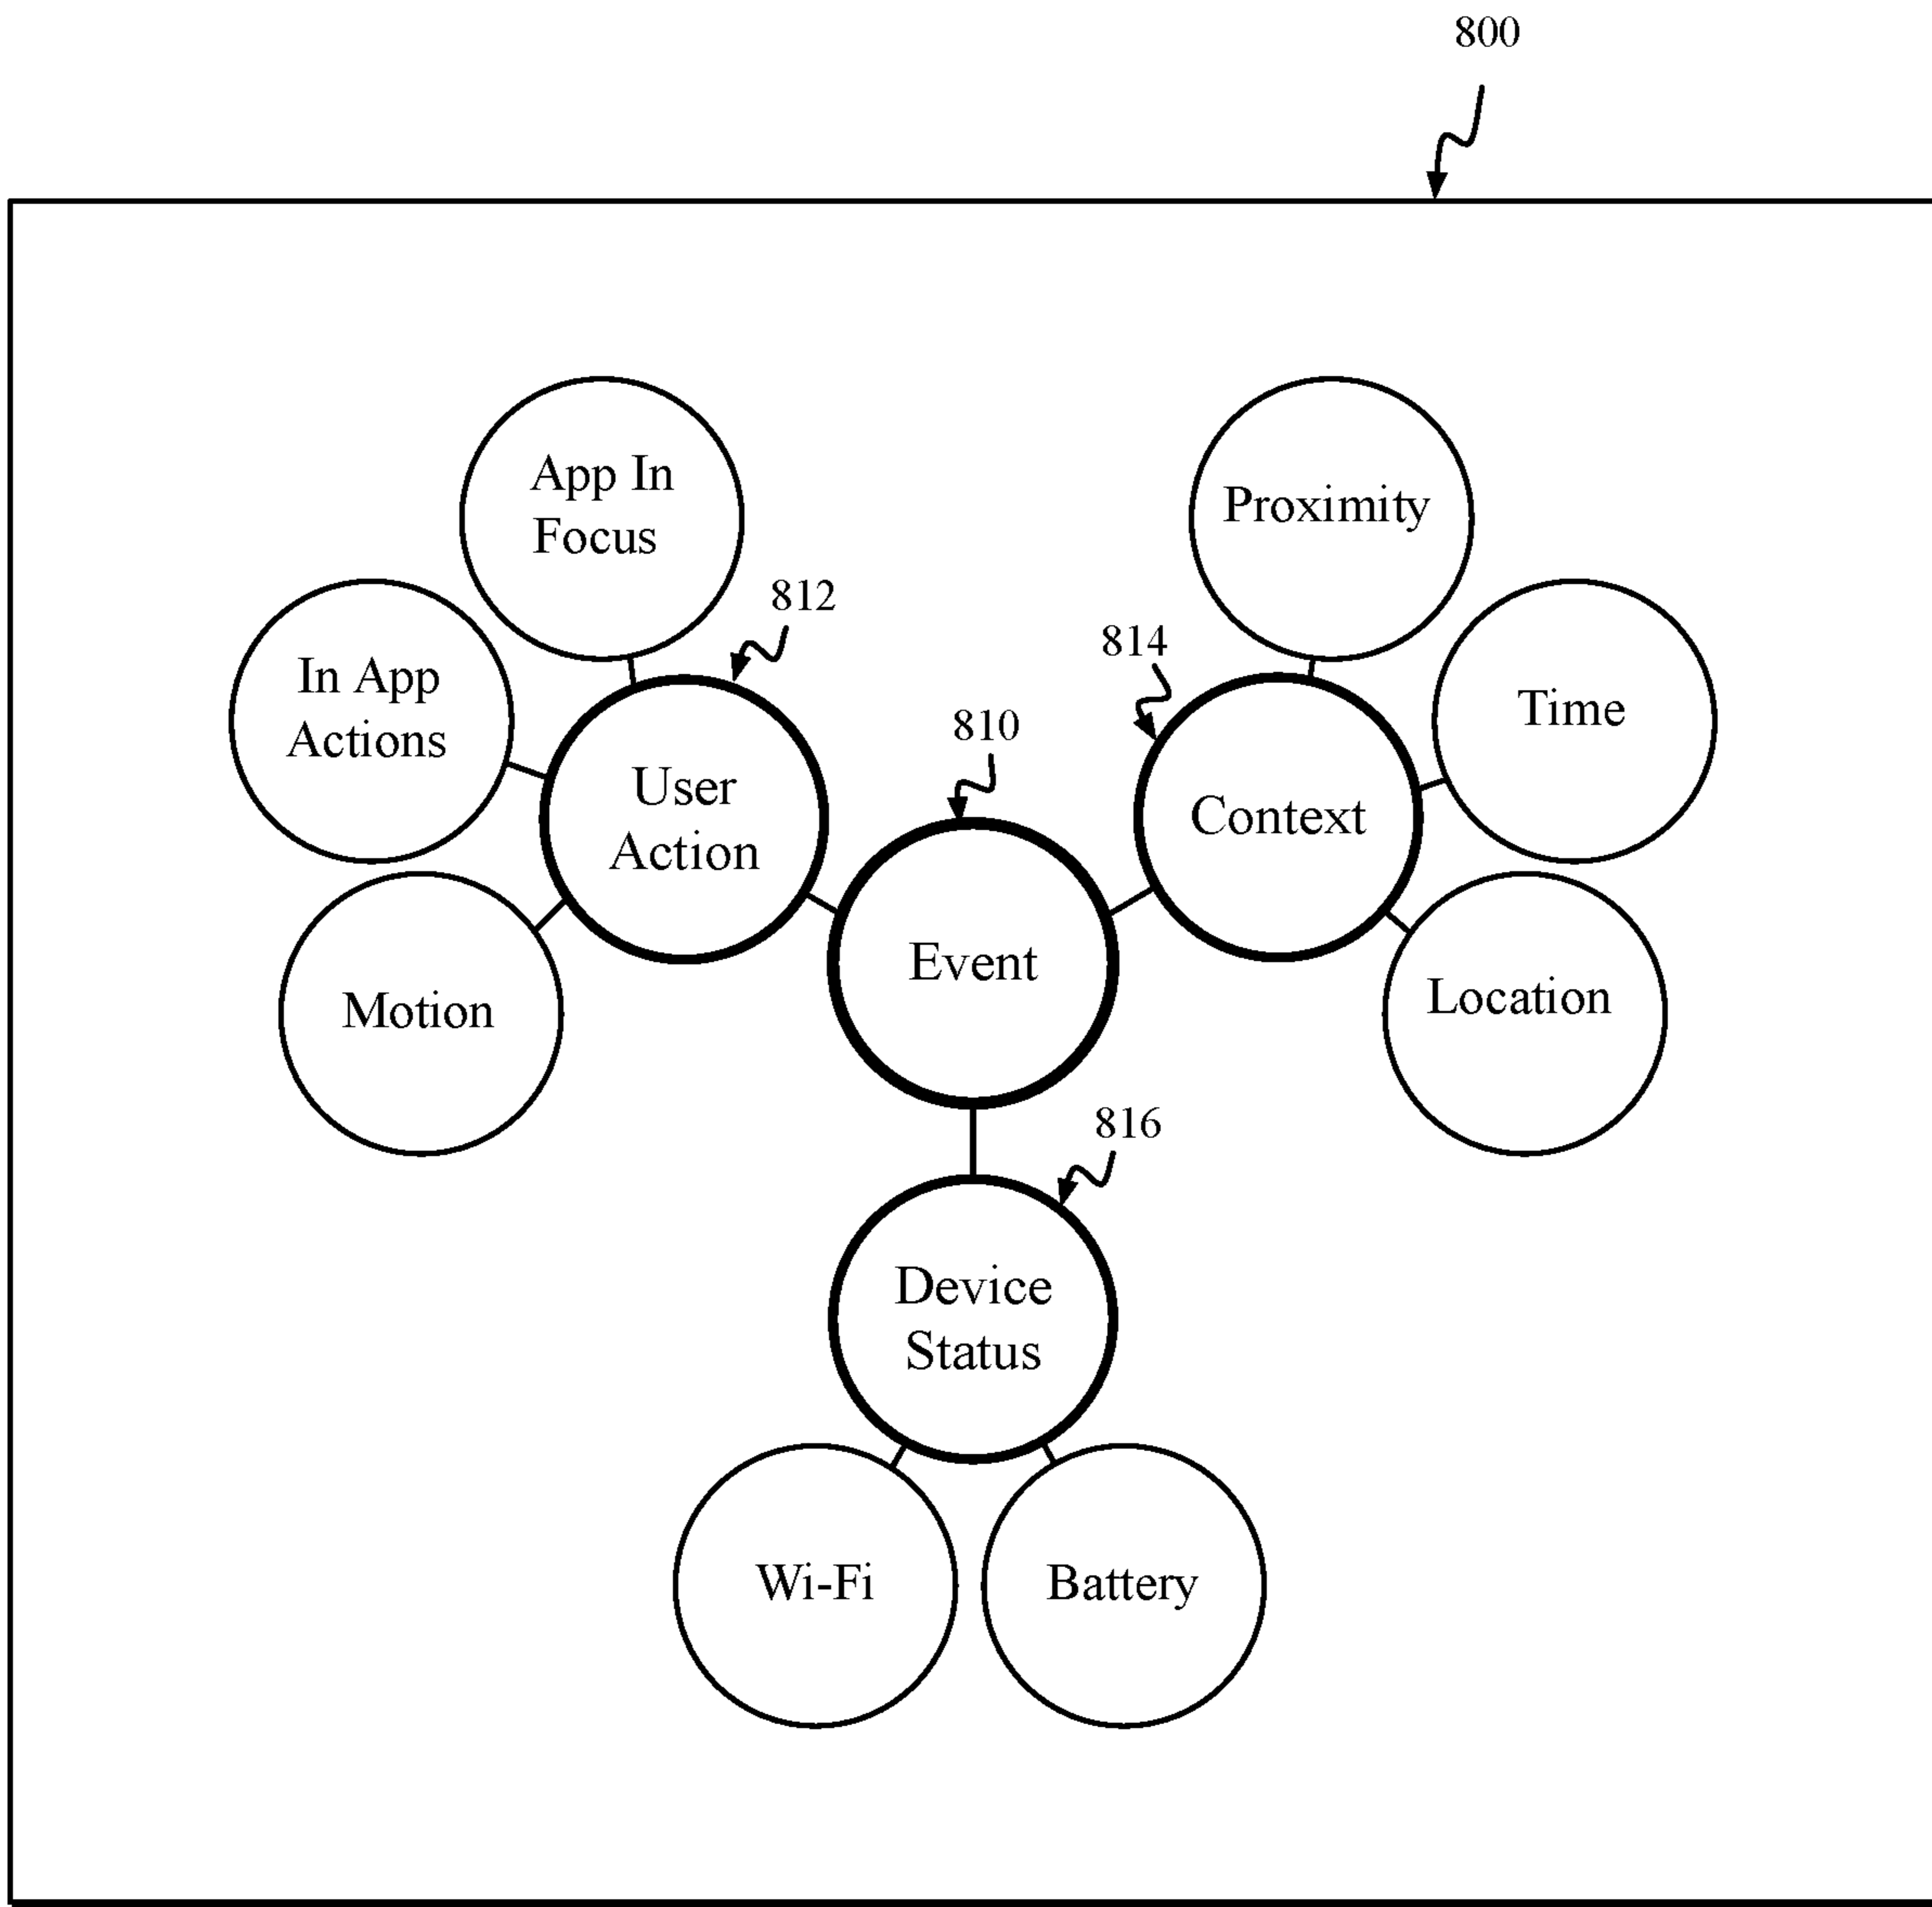 800
App In
Focus
Proximity
812
In App
Actions
814
Time
810
User
Action
Context
Event
Motion
Location
816
Device
Status
Wi-Fi
Battery